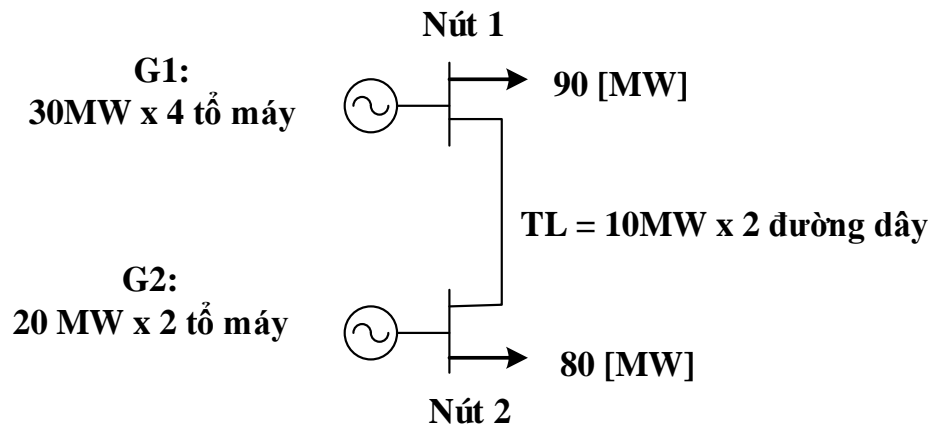 Nút 1
G1:
30MW x 4 tổ máy
90 [MW]
TL = 10MW x 2 đường dây
G2:
20 MW x 2 tổ máy
80 [MW]
Nút 2